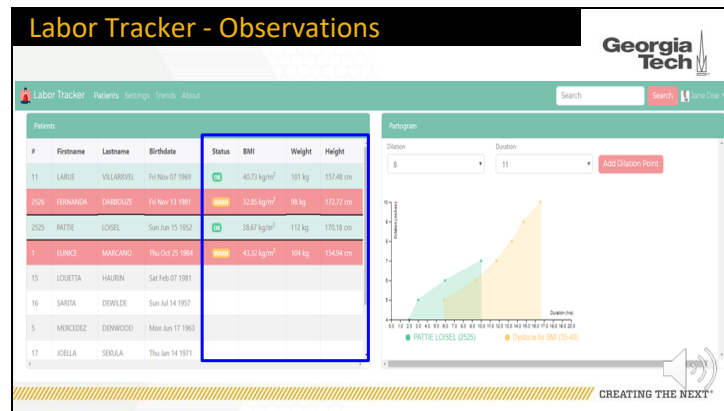 Labor Tracker - Observations
Georgia
Tech
Labor Tracker Patients Settings Trends About
Search Search Jane Doe
Patients
# Firstname Lastname Birthdate Status BMI Weight Height
11 LARUE VILLARRVEL Fri Nov 07 1969 OK 40.73 kg/m² 101 kg 157.48 cm
2526 FERNANDA DARBOUZE Fri Nov 13 1981 WARN 32.85 kg/m² 98 kg 172.72 cm
2525 PATTIE LOISEL Sun Jun 15 1952 OK 38.67 kg/m² 112 kg 170.18 cm
1 EUNICE MARCANO Thu Oct 25 1984 WARN 43.32 kg/m² 104 kg 154.94 cm
15 LOUETTA HAURIN Sat Feb 07 1981
16 SARITA DEWILDE Sun Jul 14 1957
5 MERCEDEZ DENWOOD Mon Jun 17 1963
17 JOELLA SEKULA Thu Jan 14 1971
Partogram
Dilation Duration
8 11 Add Dilation Point
Duration (hrs)
PATTIE LOISEL (2525) Dystocia for BMI (35-40)
CREATING THE NEXT®